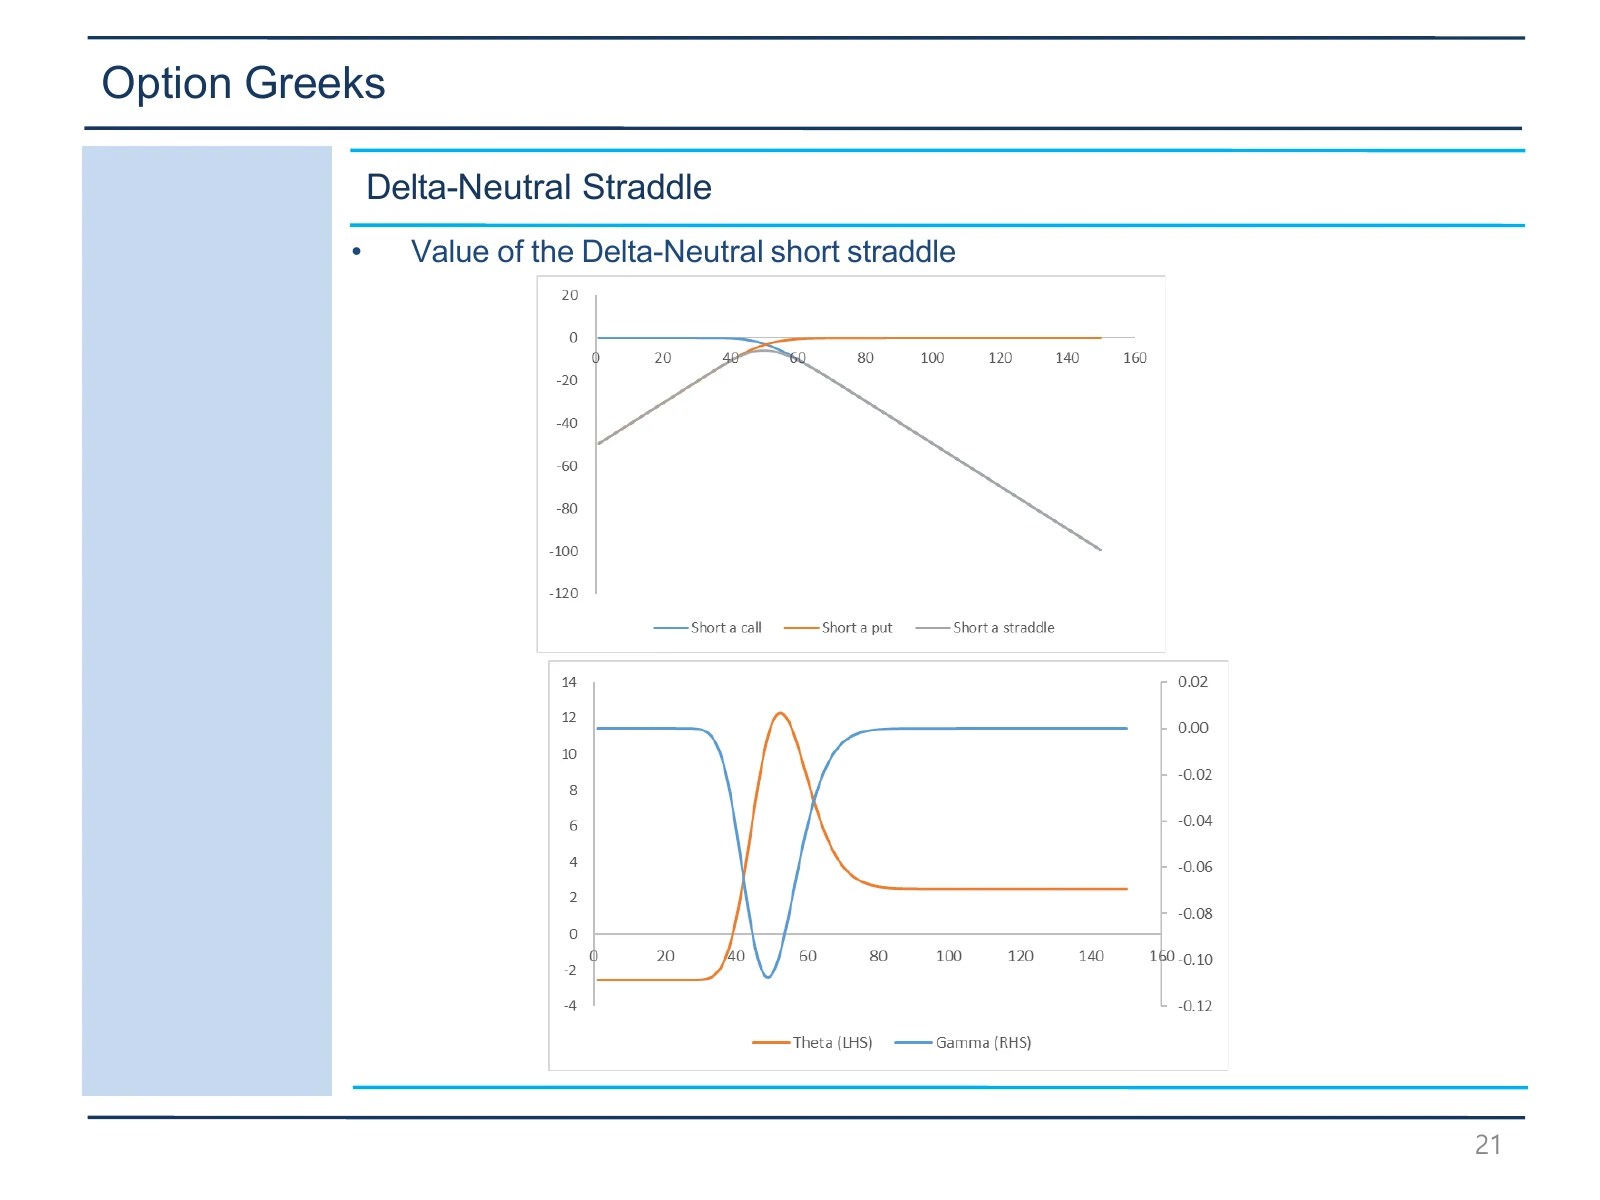 Option Greeks
Delta-Neutral Straddle
• Value of the Delta-Neutral short straddle
20
0
0 20 40 60 80 100 120 140 160
-20
-40
-60
-80
-100
-120
Short a call Short a put Short a straddle
14 0.02
12 0.00
10 -0.02
8 -0.04
6 -0.06
4 -0.08
2 -0.10
0 -0.12
0 20 40 60 80 100 120 140 160
-2
-4
Theta (LHS) Gamma (RHS)
21